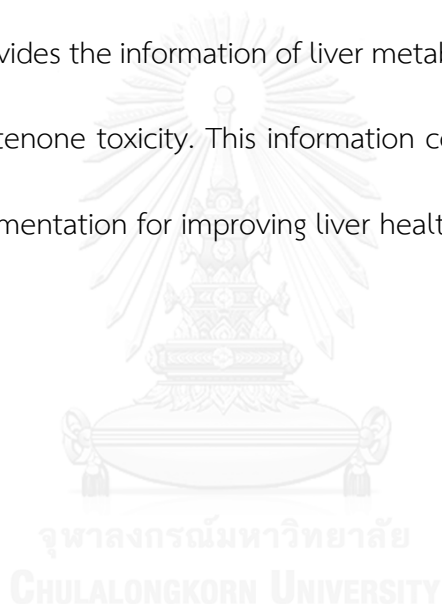 vides the information of liver metab
tenone toxicity. This information co
mentation for improving liver healt
จุฬาลงกรณ์มหาวิทยาลัย
CHULALONGKORN UNIVERSITY